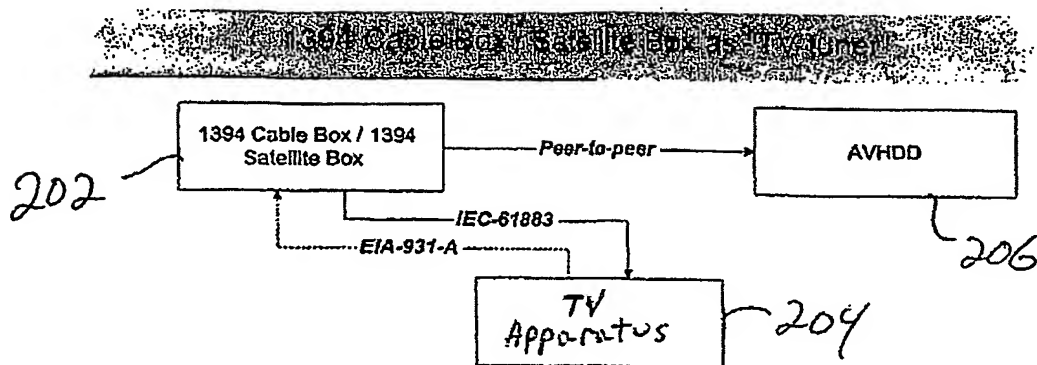 1394 Cable Box / Satellite Box as "TV tuner"
1394 Cable Box / 1394
Satellite Box
Peer-to-peer
AVHDD
202
IEC-61883
EIA-931-A
206
TV
Apparatus
204